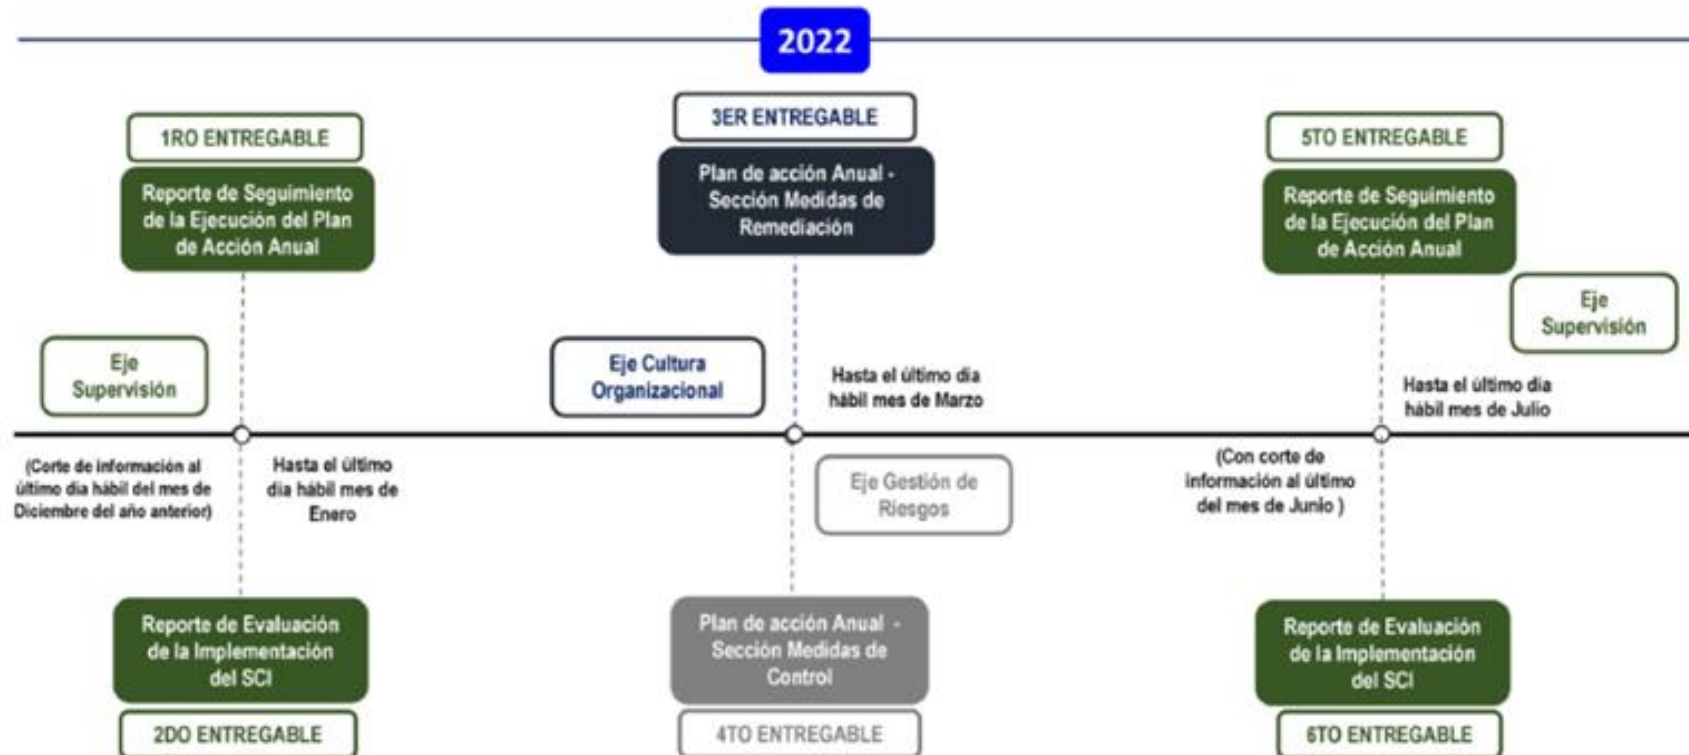 2022
1RO ENTREGABLE
Reporte de Seguimiento
de la Ejecución del Plan
de Acción Anual
3ER ENTREGABLE
Plan de acción Anual -
Sección Medidas de
Remediación
5TO ENTREGABLE
Reporte de Seguimiento
de la Ejecución del Plan
de Acción Anual
Eje
Supervisión
Eje
Supervisión
Eje Cultura
Organizacional
Hasta el último dia
hábil mes de Marzo
Hasta el último dia
hábil mes de Julio
(Corte de información al
último dia hábil del mes de
Diciembre del año anterior)
Hasta el último
dia hábil mes de
Enero
Eje Gestión de
Riesgos
(Con corte de
información al último
del mes de Junio )
Reporte de Evaluación
de la Implementación
del SCI
2DO ENTREGABLE
Plan de acción Anual -
Sección Medidas de
Control
4TO ENTREGABLE
Reporte de Evaluación
de la Implementación
del SCI
6TO ENTREGABLE